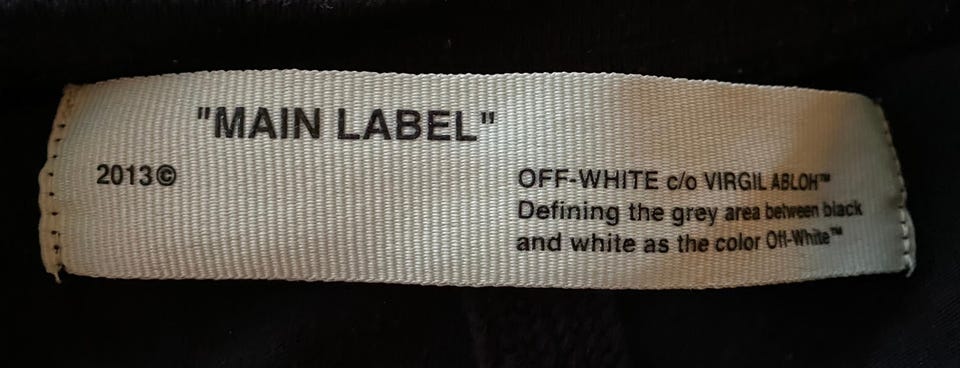 "MAIN LABEL"
2013©
OFF-WHITE c/o VIRGIL ABLOH™
Defining the grey area between black
and white as the color Off-White™